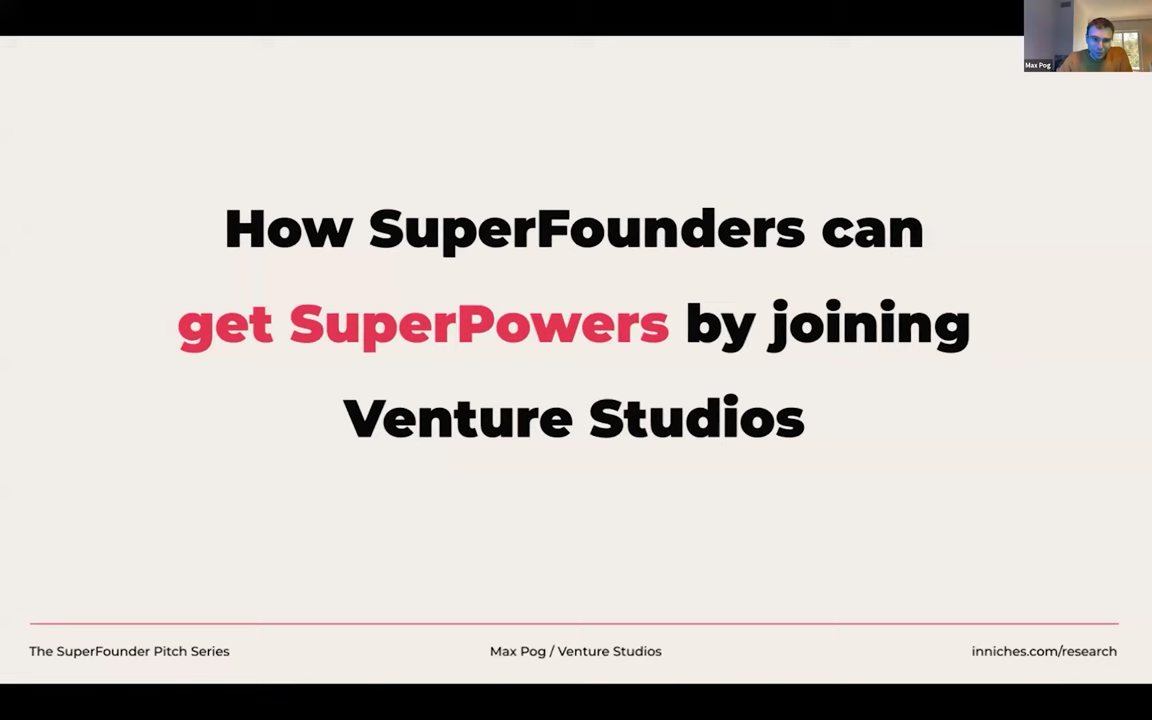 Max Pog
How SuperFounders can
get SuperPowers by joining
Venture Studios
The SuperFounder Pitch Series
Max Pog / Venture Studios
inniches.com/research